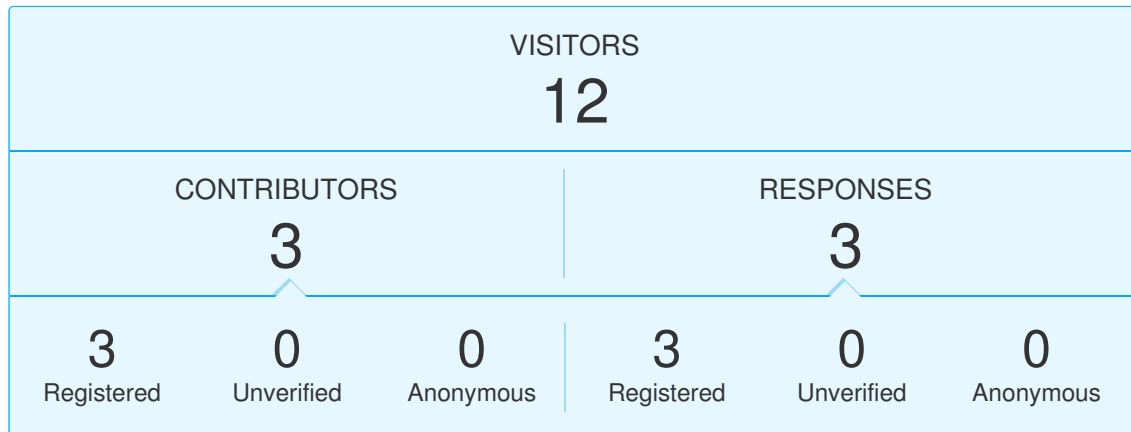 VISITORS
12
CONTRIBUTORS
3
RESPONSES
3
3
Registered
0
Unverified
0
Anonymous
3
Registered
0
Unverified
0
Anonymous